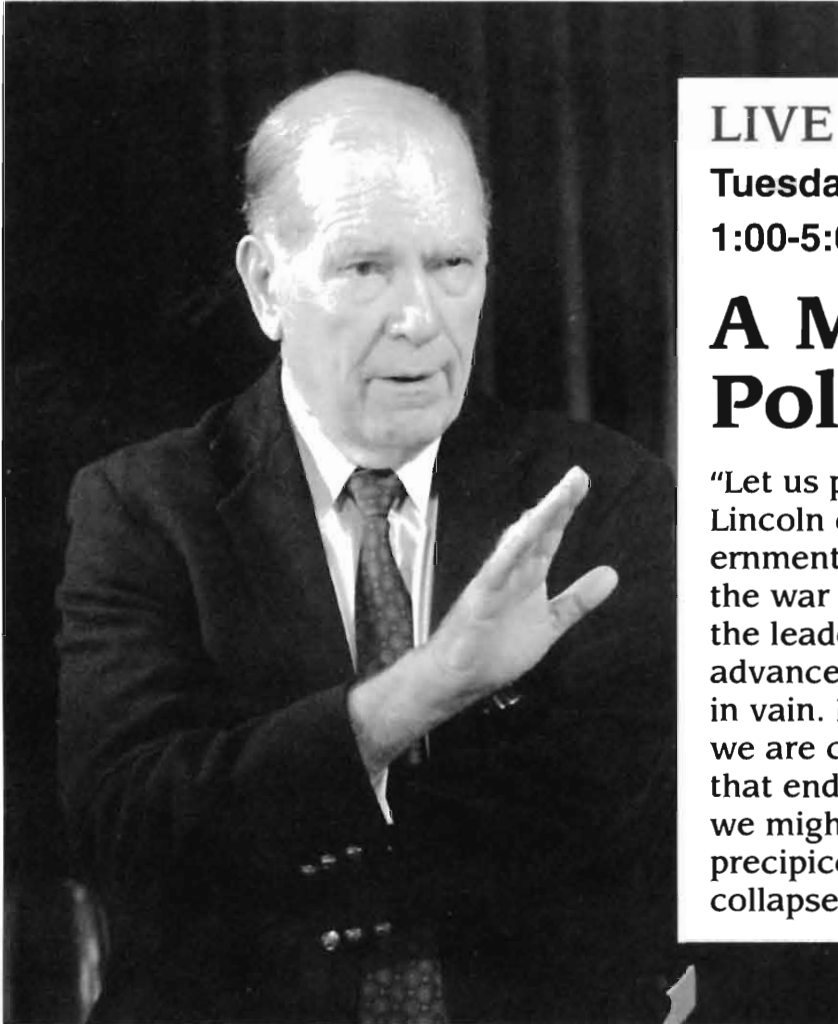 LIVE
Tuesda
1:00-5:0
A M
Pol
“Let us p
Lincoln
ernment
the war
the lead
advance
in vain.
we are c
that end
we migh
precipic
collapse